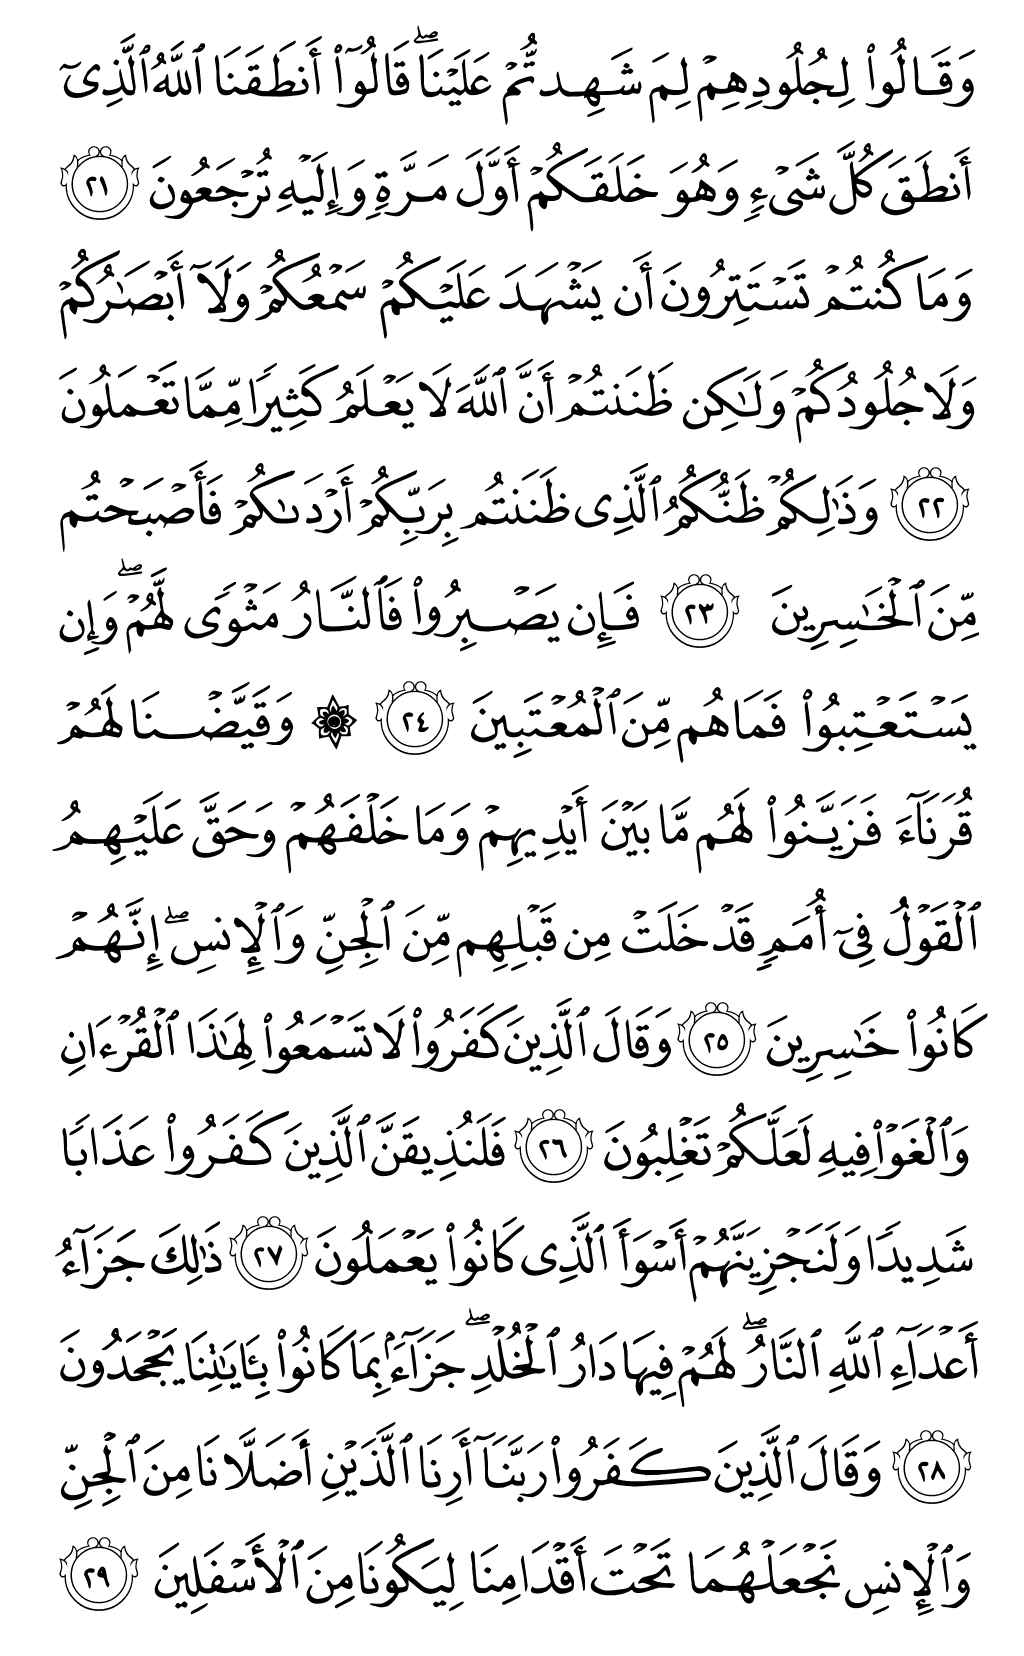 وَقَالُوا۟ لِجُلُودِهِمْ لِمَ شَهِدتُّمْ عَلَيْنَا ۖ قَالُوٓا۟ أَنطَقَنَا ٱللَّهُ ٱلَّذِىٓ
أَنطَقَ كُلَّ شَىْءٍ وَهُوَ خَلَقَكُمْ أَوَّلَ مَرَّةٍ وَإِلَيْهِ تُرْجَعُونَ ٢١
وَمَا كُنتُمْ تَسْتَتِرُونَ أَن يَشْهَدَ عَلَيْكُمْ سَمْعُكُمْ وَلَآ أَبْصَـٰرُكُمْ
وَلَا جُلُودُكُمْ وَلَـٰكِن ظَنَنتُمْ أَنَّ ٱللَّهَ لَا يَعْلَمُ كَثِيرًا مِّمَّا تَعْمَلُونَ
٢٢ وَذَٰلِكُمْ ظَنُّكُمُ ٱلَّذِى ظَنَنتُم بِرَبِّكُمْ أَرْدَىٰكُمْ فَأَصْبَحْتُم
مِّنَ ٱلْخَـٰسِرِينَ ٢٣ فَإِن يَصْبِرُوا۟ فَٱلنَّارُ مَثْوًى لَّهُمْ ۖ وَإِن
يَسْتَعْتِبُوا۟ فَمَا هُم مِّنَ ٱلْمُعْتَبِينَ ٢٤ ۞ وَقَيَّضْنَا لَهُمْ
قُرَنَآءَ فَزَيَّنُوا۟ لَهُم مَّا بَيْنَ أَيْدِيهِمْ وَمَا خَلْفَهُمْ وَحَقَّ عَلَيْهِمُ
ٱلْقَوْلُ فِىٓ أُمَمٍ قَدْ خَلَتْ مِن قَبْلِهِم مِّنَ ٱلْجِنِّ وَٱلْإِنسِ ۖ إِنَّهُمْ
كَانُوا۟ خَـٰسِرِينَ ٢٥ وَقَالَ ٱلَّذِينَ كَفَرُوا۟ لَا تَسْمَعُوا۟ لِهَـٰذَا ٱلْقُرْءَانِ
وَٱلْغَوْا۟ فِيهِ لَعَلَّكُمْ تَغْلِبُونَ ٢٦ فَلَنُذِيقَنَّ ٱلَّذِينَ كَفَرُوا۟ عَذَابًا
شَدِيدًا وَلَنَجْزِيَنَّهُمْ أَسْوَأَ ٱلَّذِى كَانُوا۟ يَعْمَلُونَ ٢٧ ذَٰلِكَ جَزَآءُ
أَعْدَآءِ ٱللَّهِ ٱلنَّارُ ۖ لَهُمْ فِيهَا دَارُ ٱلْخُلْدِ ۖ جَزَآءًۢ بِمَا كَانُوا۟ بِـَٔايَـٰتِنَا يَجْحَدُونَ
٢٨ وَقَالَ ٱلَّذِينَ كَفَرُوا۟ رَبَّنَآ أَرِنَا ٱلَّذَيْنِ أَضَلَّانَا مِنَ ٱلْجِنِّ
وَٱلْإِنسِ نَجْعَلْهُمَا تَحْتَ أَقْدَامِنَا لِيَكُونَا مِنَ ٱلْأَسْفَلِينَ ٢٩